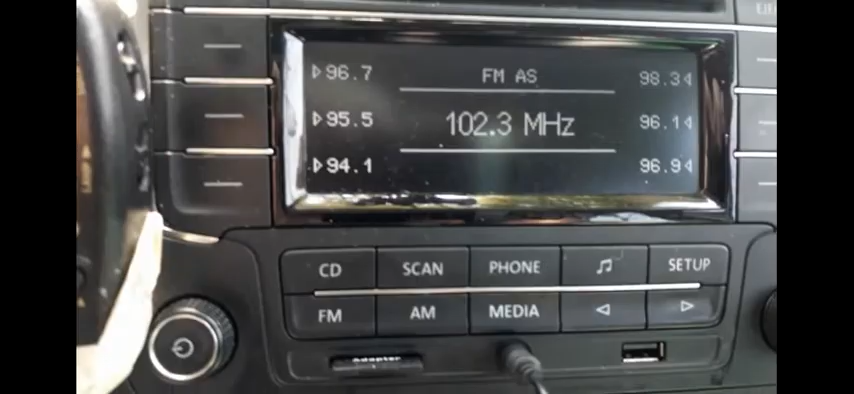 96.7 FM AS 98.3
95.5 102.3 MHz 96.1
94.1 96.9
CD SCAN PHONE SETUP
FM AM MEDIA
Adapter